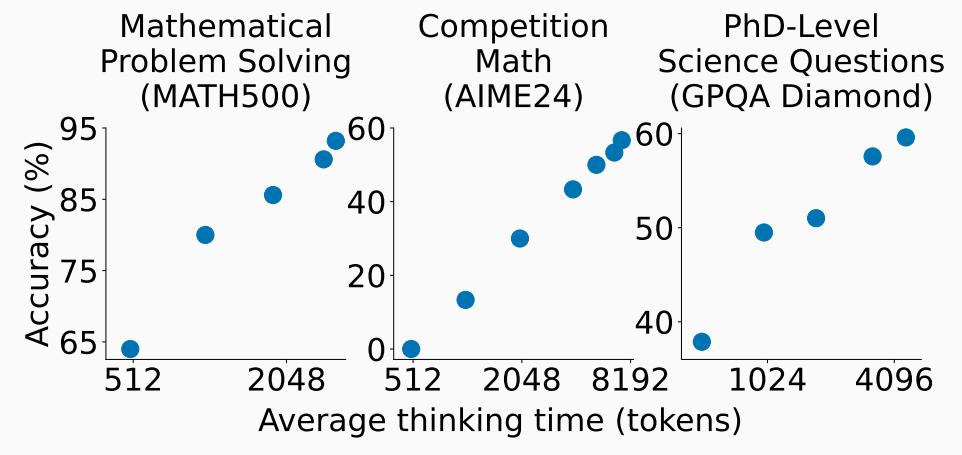 Mathematical
Problem Solving
(MATH500)
Competition
Math
(AIME24)
PhD-Level
Science Questions
(GPQA Diamond)
Accuracy (%)
95
85
75
65
512
2048
60
40
20
0
512
2048
8192
60
50
40
1024
4096
Average thinking time (tokens)